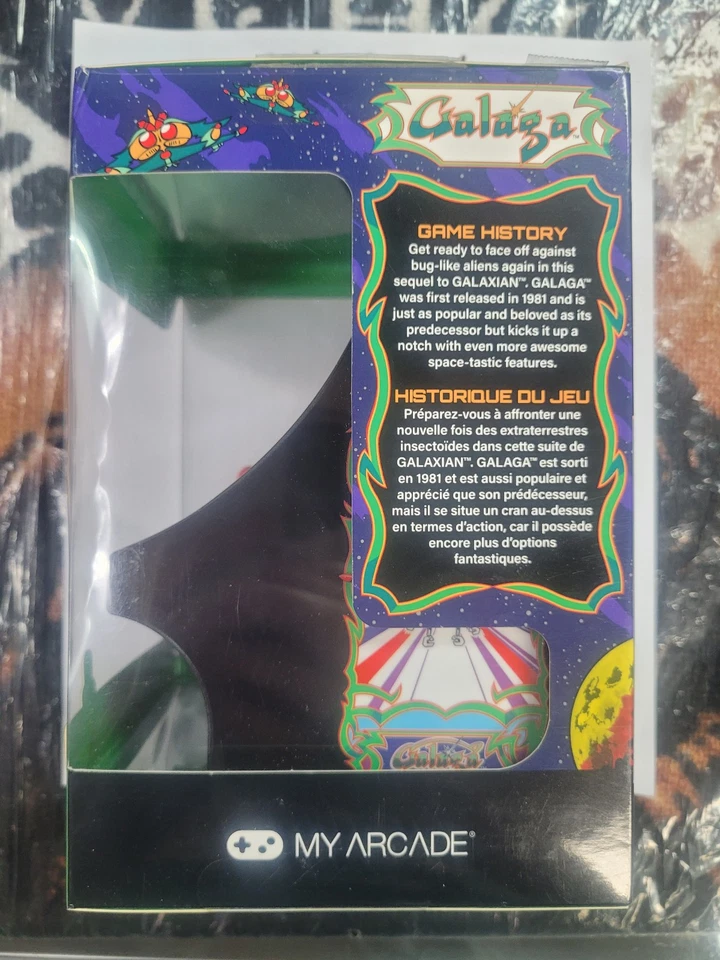 Galaga™
GAME HISTORY
Get ready to face off against
bug-like aliens again in this
sequel to GALAXIAN™. GALAGA™
was first released in 1981 and is
just as popular and beloved as its
predecessor but kicks it up a
notch with even more awesome
space-tastic features.
HISTORIQUE DU JEU
Préparez-vous à affronter une
nouvelle fois des extraterrestres
insectoïdes dans cette suite de
GALAXIAN™. GALAGA™ est sorti
en 1981 et est aussi populaire et
apprécié que son prédécesseur,
mais il se situe un cran au-dessus
en termes d'action, car il possède
encore plus d'options
fantastiques.
Galaga
MY ARCADE®